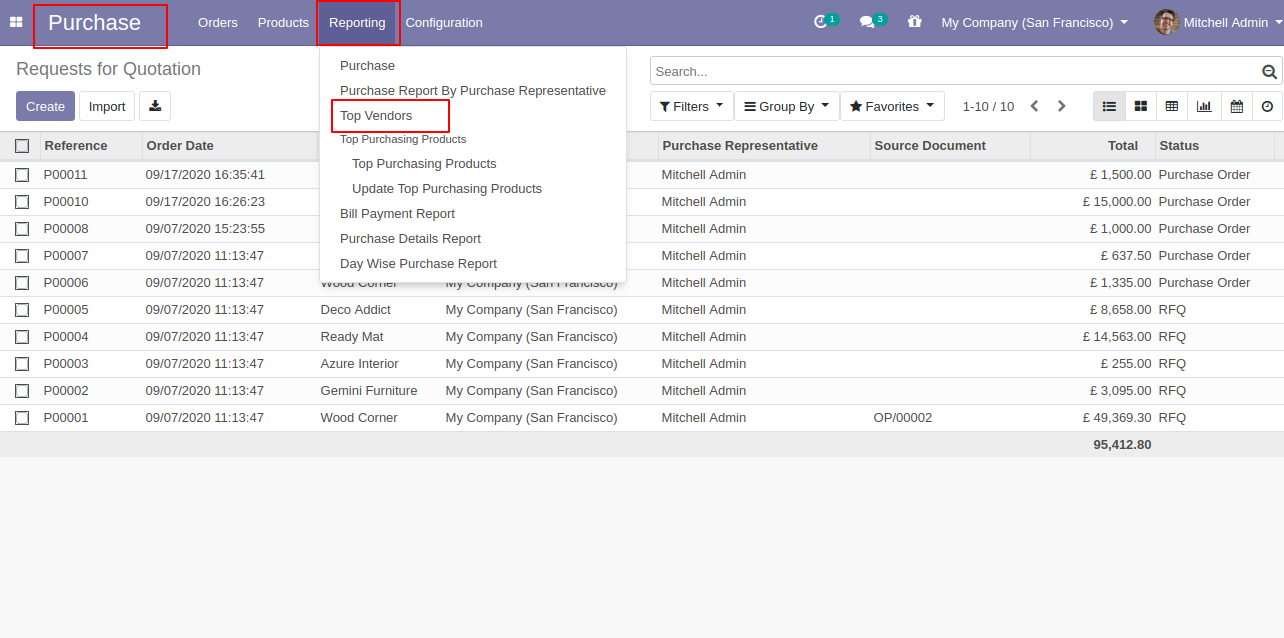 Purchase Orders Products Reporting Configuration 1 3 My Company (San Francisco) Mitchell Admin
Requests for Quotation
Search...
Create Import
Filters Group By Favorites 1-10 / 10
Purchase
Purchase Report By Purchase Representative
Top Vendors
Top Purchasing Products
Top Purchasing Products
Update Top Purchasing Products
Bill Payment Report
Purchase Details Report
Day Wise Purchase Report
Reference Order Date Purchase Representative Source Document Total Status
P00011 09/17/2020 16:35:41 Mitchell Admin £ 1,500.00 Purchase Order
P00010 09/17/2020 16:26:23 Mitchell Admin £ 15,000.00 Purchase Order
P00008 09/07/2020 15:23:55 Mitchell Admin £ 1,000.00 Purchase Order
P00007 09/07/2020 11:13:47 Mitchell Admin £ 637.50 Purchase Order
P00006 09/07/2020 11:13:47 Wood Corner My Company (San Francisco) Mitchell Admin £ 1,335.00 Purchase Order
P00005 09/07/2020 11:13:47 Deco Addict My Company (San Francisco) Mitchell Admin £ 8,658.00 RFQ
P00004 09/07/2020 11:13:47 Ready Mat My Company (San Francisco) Mitchell Admin £ 14,563.00 RFQ
P00003 09/07/2020 11:13:47 Azure Interior My Company (San Francisco) Mitchell Admin £ 255.00 RFQ
P00002 09/07/2020 11:13:47 Gemini Furniture My Company (San Francisco) Mitchell Admin £ 3,095.00 RFQ
P00001 09/07/2020 11:13:47 Wood Corner My Company (San Francisco) Mitchell Admin OP/00002 £ 49,369.30 RFQ
95,412.80